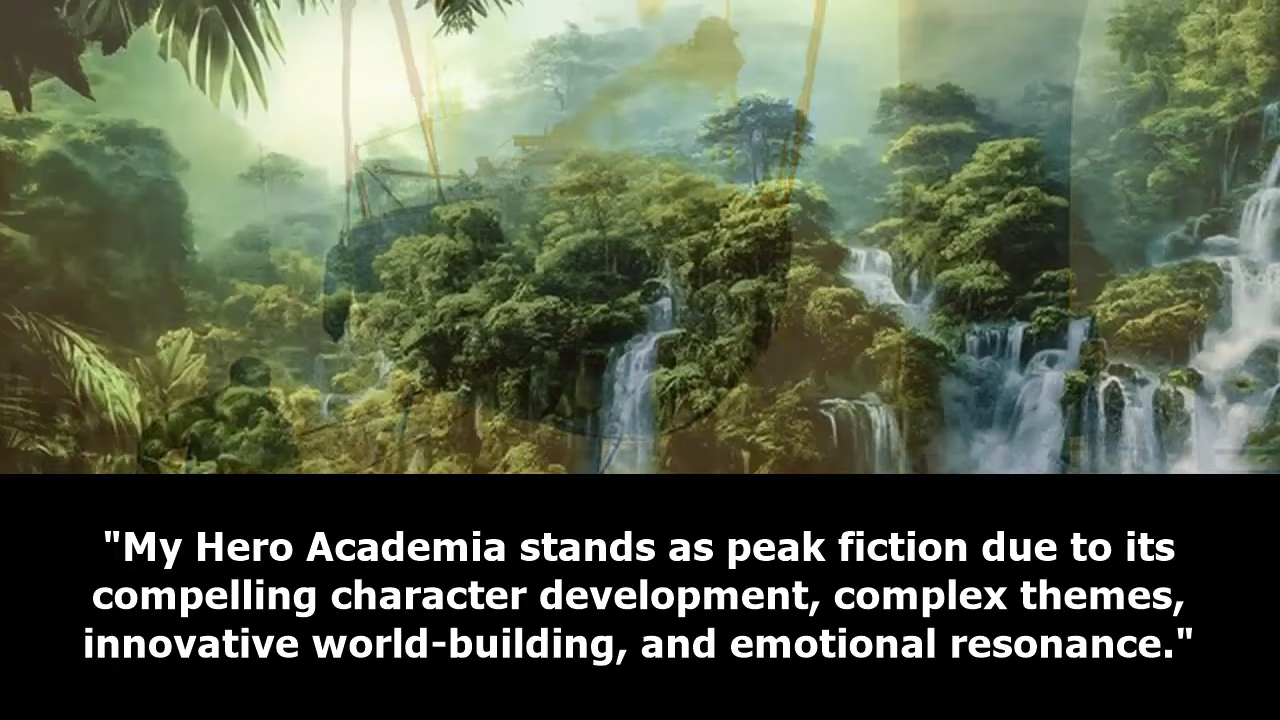 "My Hero Academia stands as peak fiction due to its
compelling character development, complex themes,
innovative world-building, and emotional resonance."